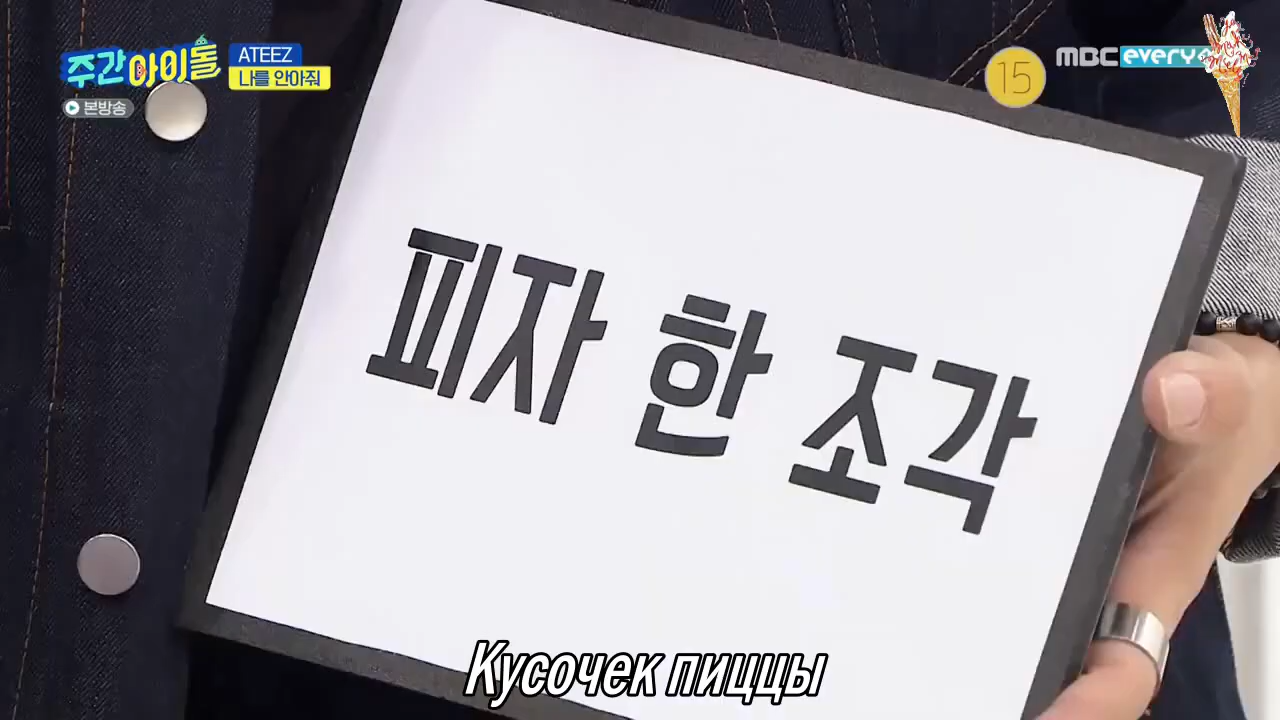 주간아이돌
ATEEZ
나를 안아줘
본방송
15
MBC every
피자 한 조각
Кусочек пиццы